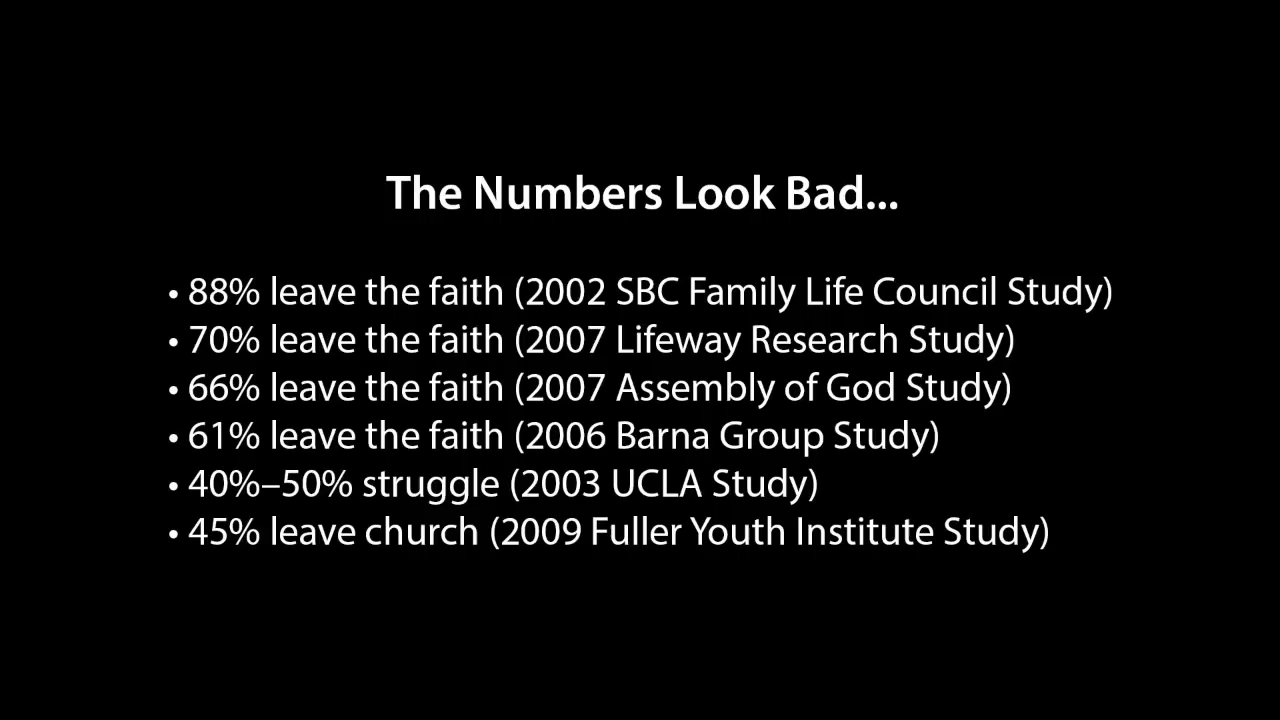 The Numbers Look Bad...
• 88% leave the faith (2002 SBC Family Life Council Study)
• 70% leave the faith (2007 Lifeway Research Study)
• 66% leave the faith (2007 Assembly of God Study)
• 61% leave the faith (2006 Barna Group Study)
• 40%–50% struggle (2003 UCLA Study)
• 45% leave church (2009 Fuller Youth Institute Study)